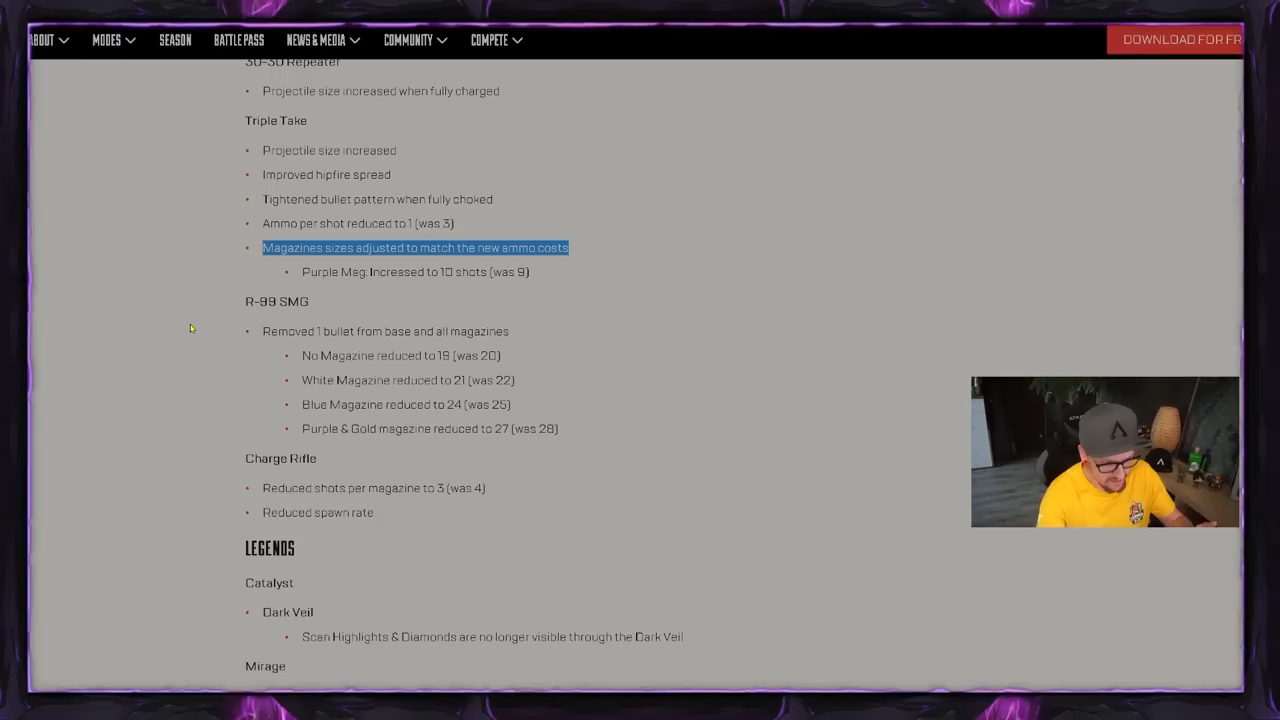 ABOUT
MODES
SEASON
BATTLE PASS
NEWS & MEDIA
COMMUNITY
COMPETE
DOWNLOAD FOR FR
30-30 Repeater
• Projectile size increased when fully charged
Triple Take
• Projectile size increased
• Improved hipfire spread
• Tightened bullet pattern when fully choked
• Ammo per shot reduced to 1 (was 3)
• Magazines sizes adjusted to match the new ammo costs
• Purple Mag: Increased to 10 shots (was 9)
R-99 SMG
• Removed 1 bullet from base and all magazines
• No Magazine reduced to 19 (was 20)
• White Magazine reduced to 21 (was 22)
• Blue Magazine reduced to 24 (was 25)
• Purple & Gold magazine reduced to 27 (was 28)
Charge Rifle
• Reduced shots per magazine to 3 (was 4)
• Reduced spawn rate
LEGENDS
Catalyst
• Dark Veil
• Scan Highlights & Diamonds are no longer visible through the Dark Veil
Mirage